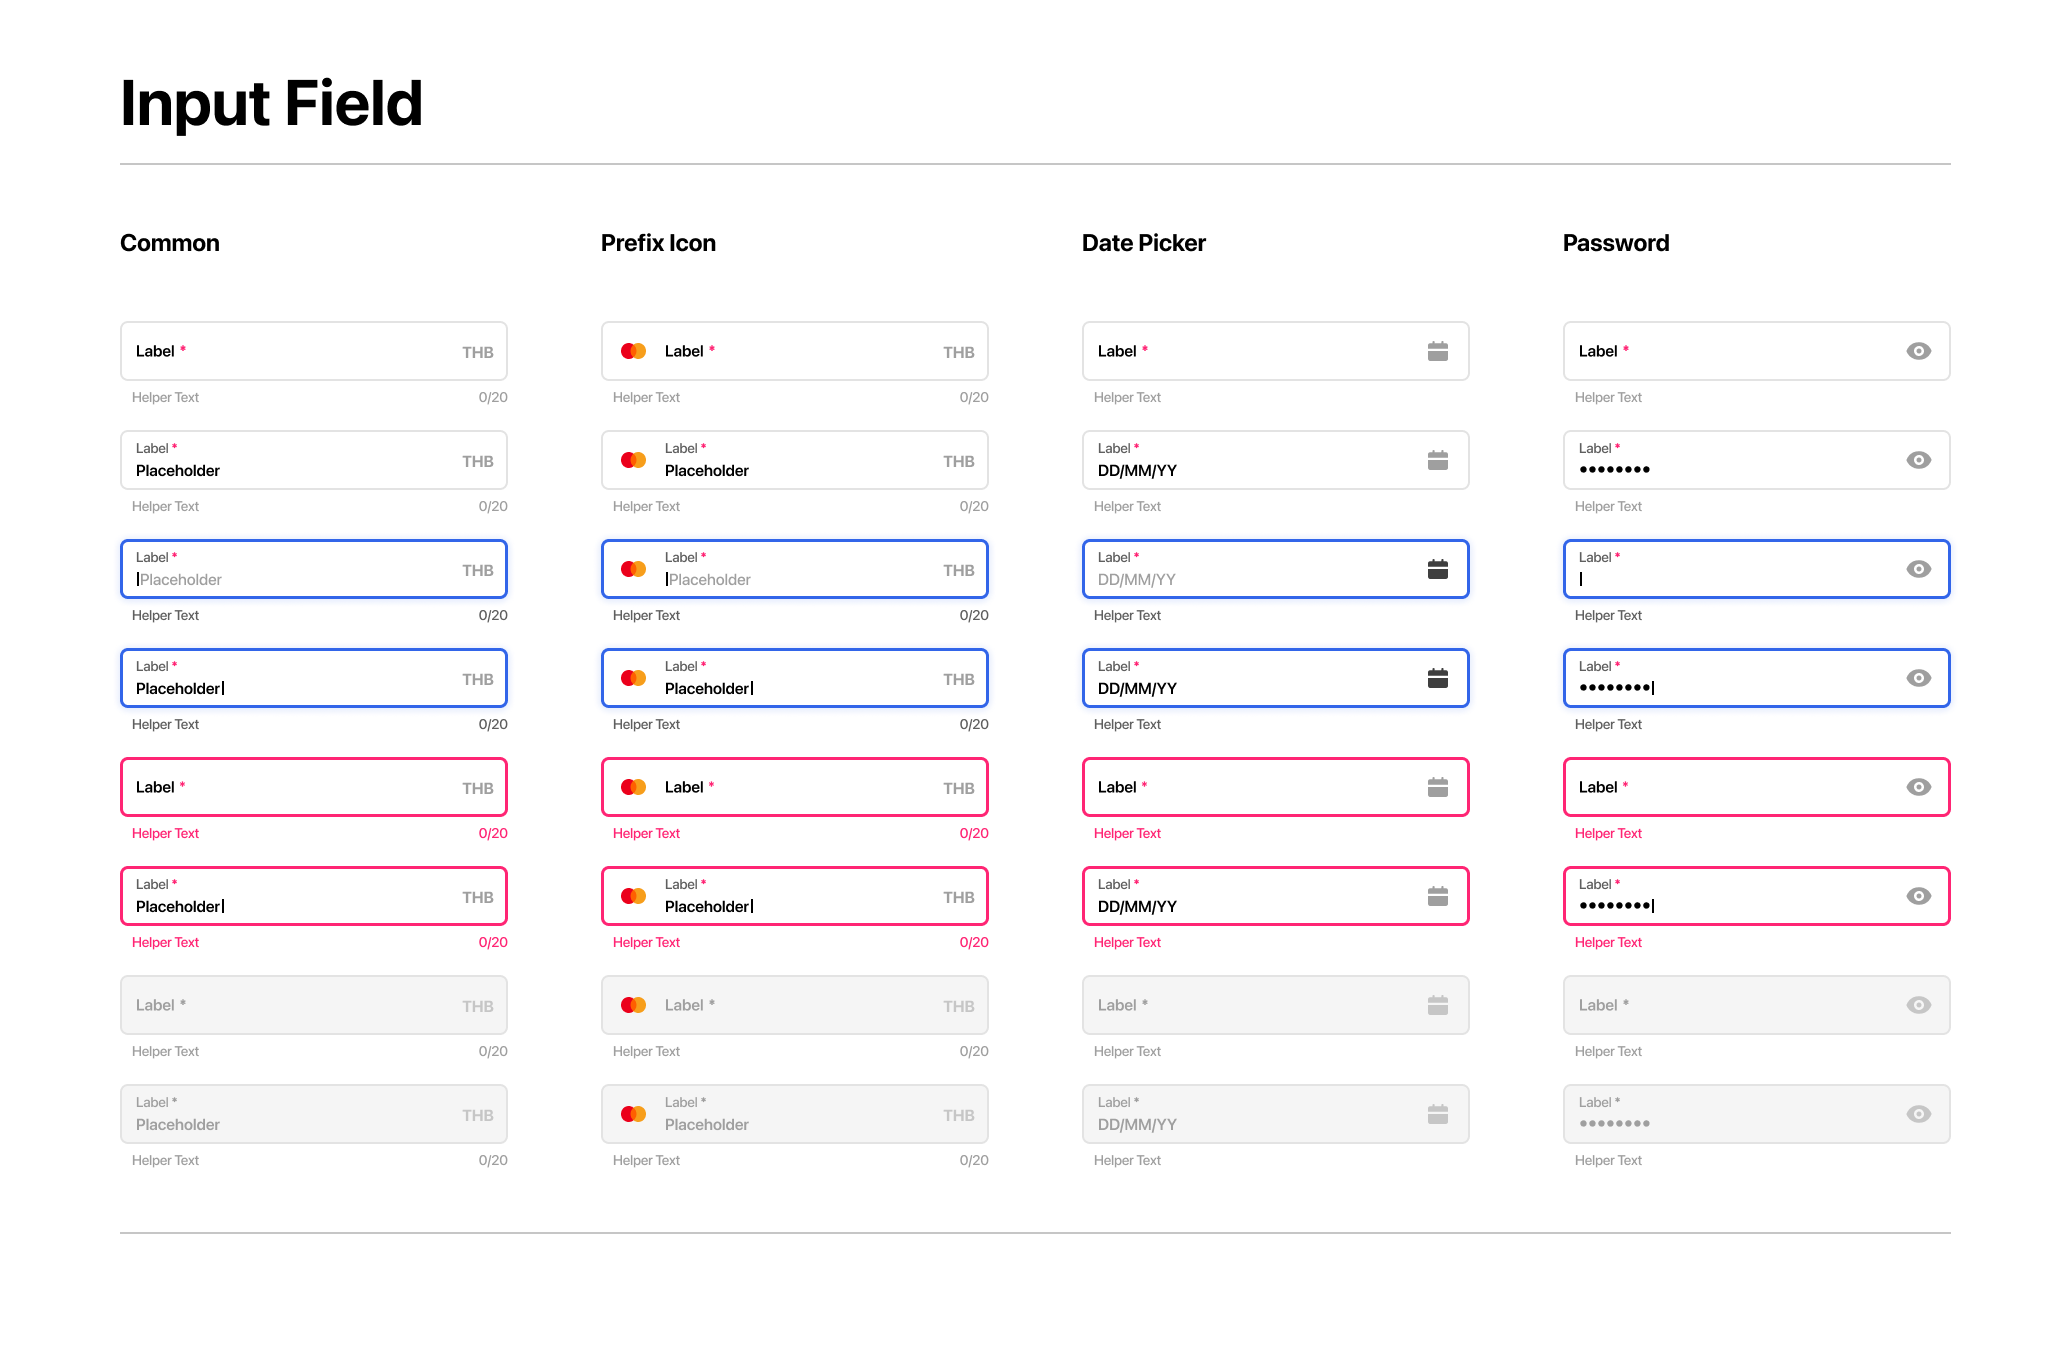 Input Field
Common
Prefix Icon
Date Picker
Password
Label *
THB
Label *
THB
Label *
Label *
Helper Text
0/20
Helper Text
0/20
Helper Text
Helper Text
Label *
Placeholder
THB
Label *
Placeholder
THB
Label *
DD/MM/YY
Label *
••••••••
Helper Text
0/20
Helper Text
0/20
Helper Text
Helper Text
Label *
Placeholder
THB
Label *
Placeholder
THB
Label *
DD/MM/YY
Label *
Helper Text
0/20
Helper Text
0/20
Helper Text
Helper Text
Label *
Placeholder
THB
Label *
Placeholder
THB
Label *
DD/MM/YY
Label *
••••••••
Helper Text
0/20
Helper Text
0/20
Helper Text
Helper Text
Label *
THB
Label *
THB
Label *
Label *
Helper Text
0/20
Helper Text
0/20
Helper Text
Helper Text
Label *
Placeholder
THB
Label *
Placeholder
THB
Label *
DD/MM/YY
Label *
••••••••
Helper Text
0/20
Helper Text
0/20
Helper Text
Helper Text
Label *
THB
Label *
THB
Label *
Label *
Helper Text
0/20
Helper Text
0/20
Helper Text
Helper Text
Label *
Placeholder
THB
Label *
Placeholder
THB
Label *
DD/MM/YY
Label *
••••••••
Helper Text
0/20
Helper Text
0/20
Helper Text
Helper Text